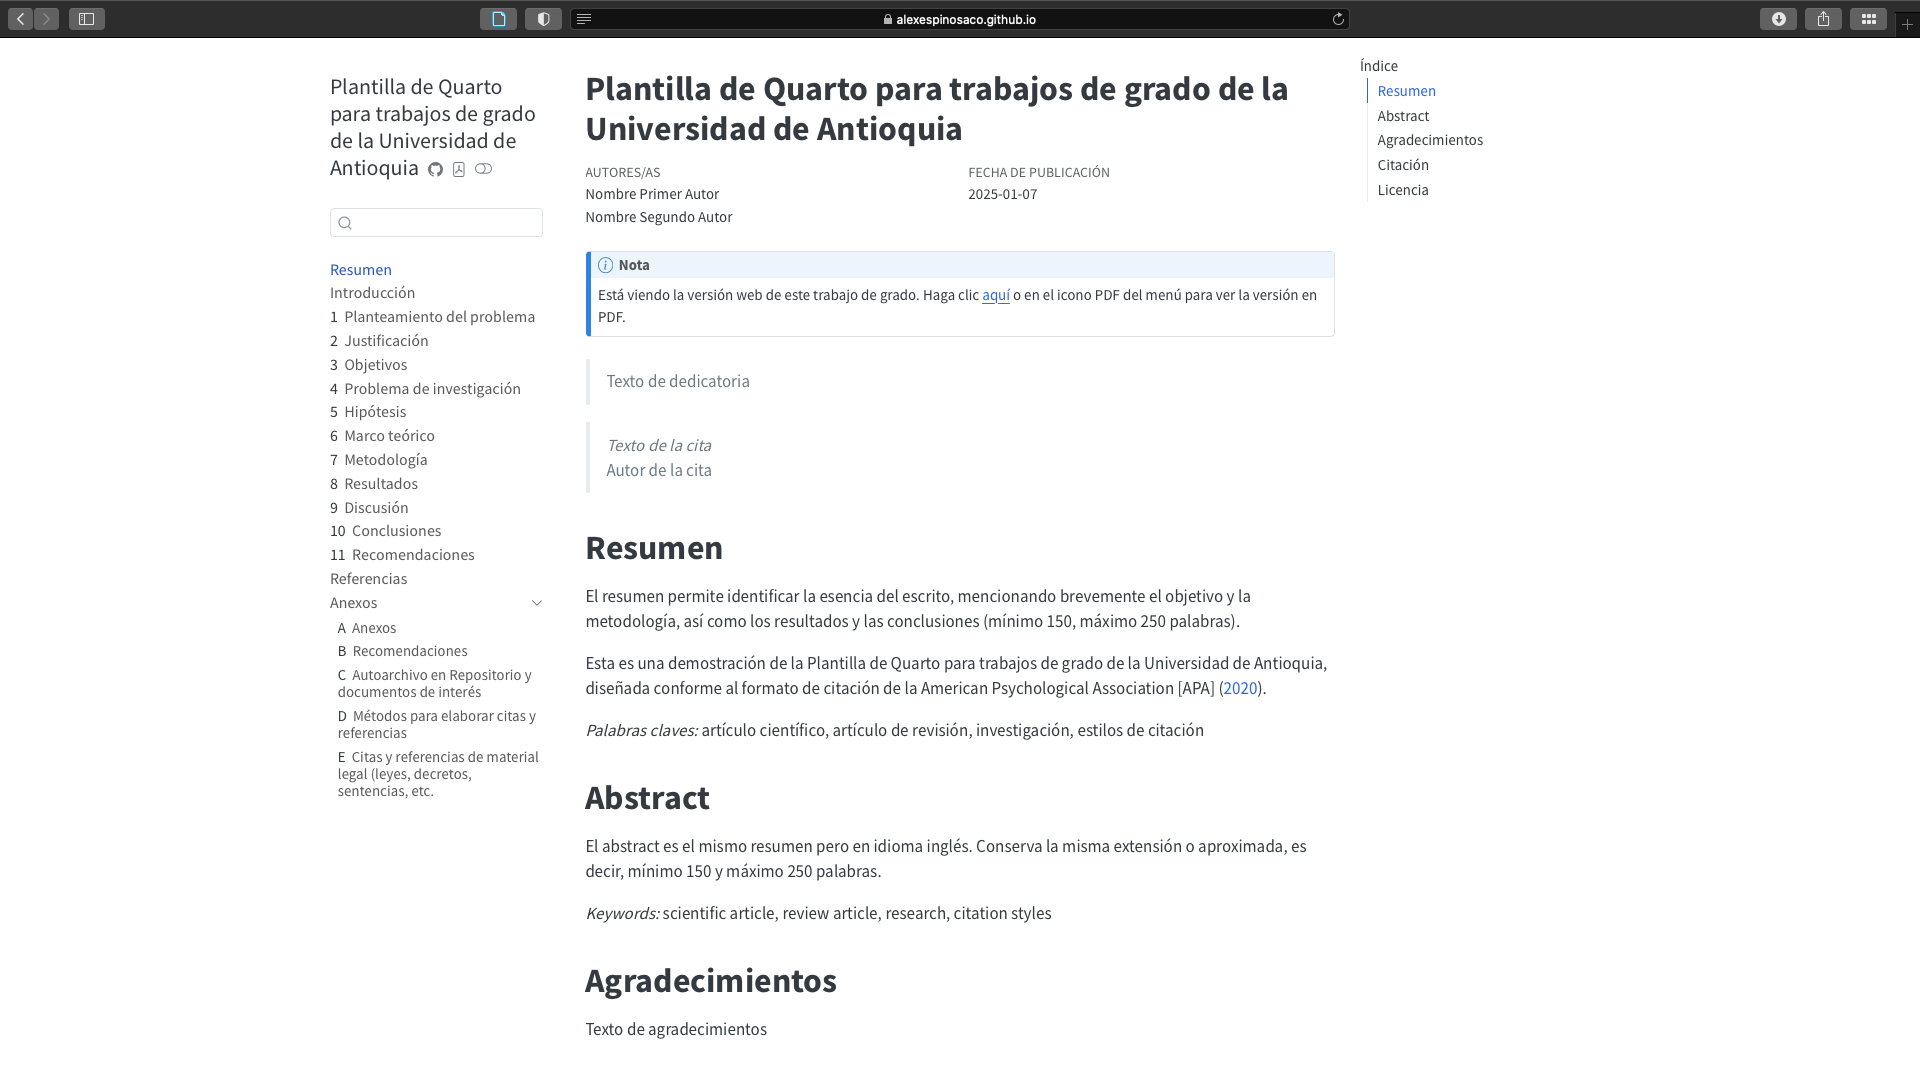 alexespinosaco.github.io
Plantilla de Quarto
para trabajos de grado
de la Universidad de
Antioquia
Resumen
Introducción
1 Planteamiento del problema
2 Justificación
3 Objetivos
4 Problema de investigación
5 Hipótesis
6 Marco teórico
7 Metodología
8 Resultados
9 Discusión
10 Conclusiones
11 Recomendaciones
Referencias
Anexos
A Anexos
B Recomendaciones
C Autoarchivo en Repositorio y
documentos de interés
D Métodos para elaborar citas y
referencias
E Citas y referencias de material
legal (leyes, decretos,
sentencias, etc.
Plantilla de Quarto para trabajos de grado de la
Universidad de Antioquia
AUTORES/AS
Nombre Primer Autor
Nombre Segundo Autor
FECHA DE PUBLICACIÓN
2025-01-07
Nota
Está viendo la versión web de este trabajo de grado. Haga clic aquí o en el icono PDF del menú para ver la versión en
PDF.
Texto de dedicatoria
Texto de la cita
Autor de la cita
Resumen
El resumen permite identificar la esencia del escrito, mencionando brevemente el objetivo y la
metodología, así como los resultados y las conclusiones (mínimo 150, máximo 250 palabras).
Esta es una demostración de la Plantilla de Quarto para trabajos de grado de la Universidad de Antioquia,
diseñada conforme al formato de citación de la American Psychological Association [APA] (2020).
Palabras claves: artículo científico, artículo de revisión, investigación, estilos de citación
Abstract
El abstract es el mismo resumen pero en idioma inglés. Conserva la misma extensión o aproximada, es
decir, mínimo 150 y máximo 250 palabras.
Keywords: scientific article, review article, research, citation styles
Agradecimientos
Texto de agradecimientos
Índice
Resumen
Abstract
Agradecimientos
Citación
Licencia